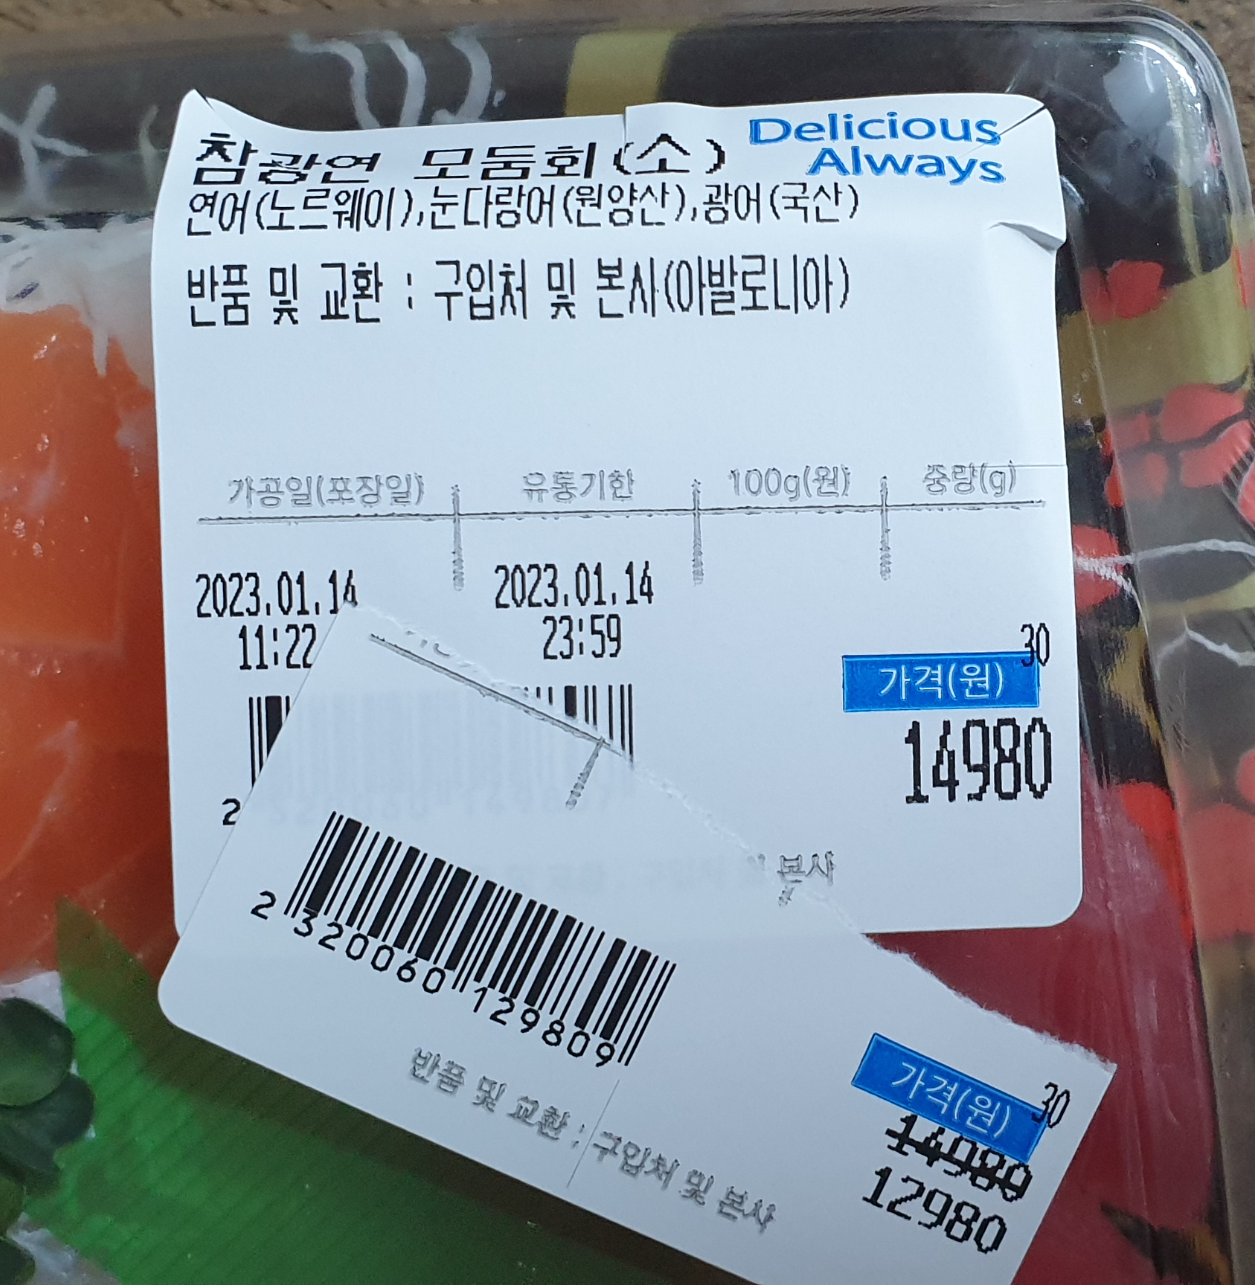 참광연 모둠회(소)
Delicious
Always
연어(노르웨이),눈다랑어(원양산),광어(국산)
반품 및 교환 : 구입처 및 본사(아발로니아)
가공일(포장일) 유통기한 100g(원) 중량(g)
2023.01.14 2023.01.14
11:22 23:59
30
가격(원)
14980
2
본사
2 320060 129809
반품 및 교환 : 구입처 및 본사
30
가격(원)
14980
12980